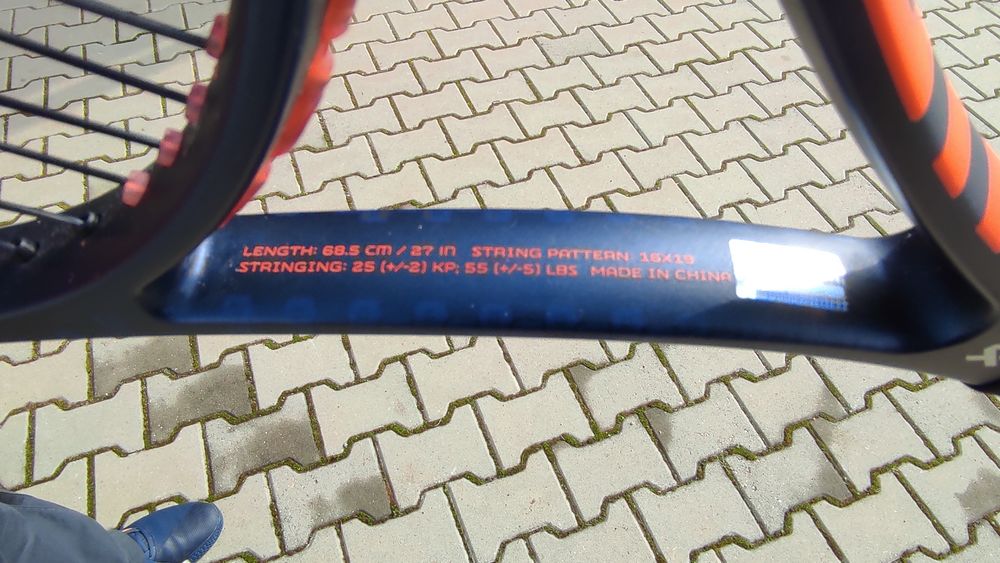 LENGTH: 68.5 CM / 27 IN STRING PATTERN 16X19
STRINGING: 25 (+/-2) KP; 55 (+/-5) LBS MADE IN CHINA